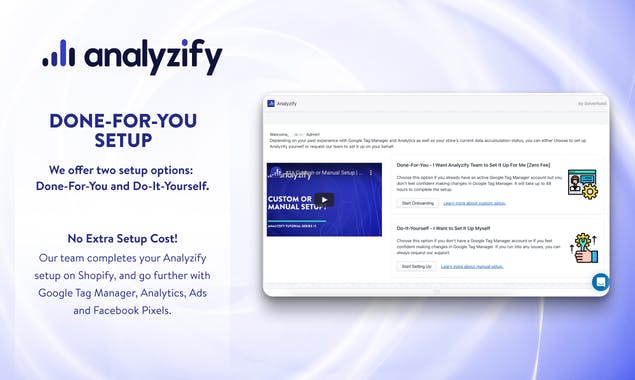 analyzify
DONE-FOR-YOU
SETUP
We offer two setup options:
Done-For-You and Do-It-Yourself.
No Extra Setup Cost!
Our team completes your Analyzify
setup on Shopify, and go further with
Google Tag Manager, Analytics, Ads
and Facebook Pixels.
Analyzify
by Solverhood
Welcome, Admin!
Depending on your past experience with Google Tag Manager and Analytics as well as your store's current data accumulation status, you can either choose to set up
Analyzify yourself or request our team to set it up on your behalf.
Custom or Manual Setup | ...
CUSTOM OR
MANUAL SETUP?
ANALYZIFY TUTORIAL SERIES
Done-For-You - I Want Analyzify Team to Set It Up For Me [Zero Fee]
Choose this option if you already have an active Google Tag Manager account but you
don't feel confident making changes in Google Tag Manager. It will take up to 48
hours to complete the setup.
Start Onboarding
Learn more about custom setup.
Do-It-Yourself - I Want to Set It Up Myself
Choose this option if you don't have a Google Tag Manager account or if you feel
confident making changes in Google Tag Manager. If you run into any issues, you can
always request our support.
Start Setting Up
Learn more about manual setup.